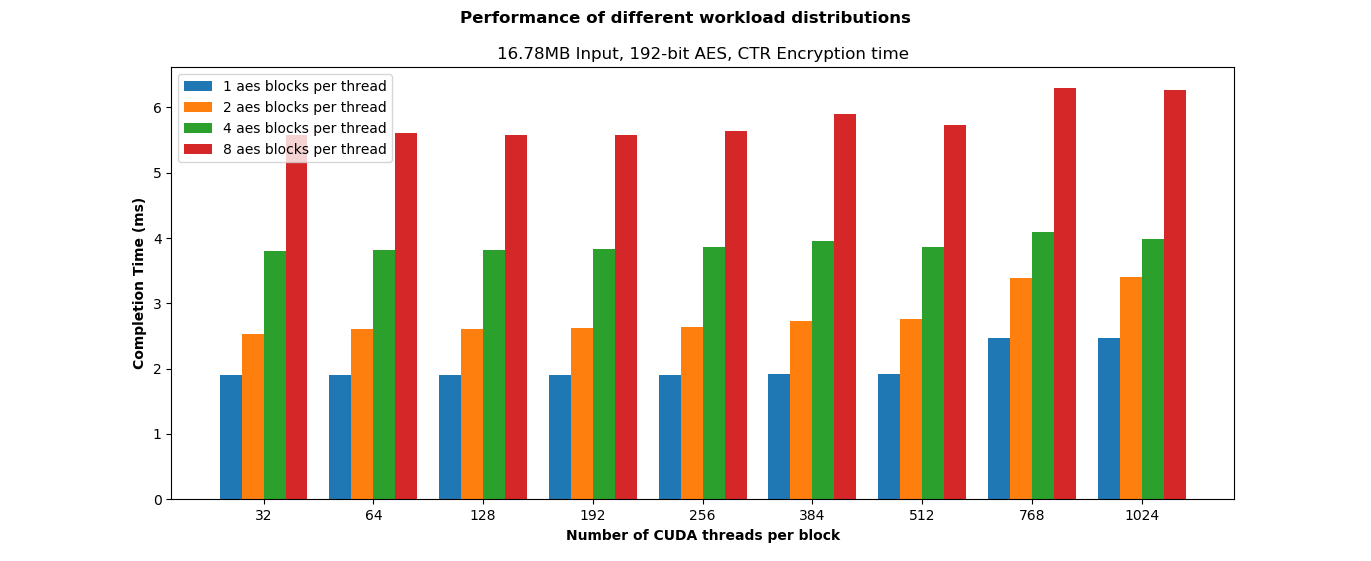 Performance of different workload distributions
16.78MB Input, 192-bit AES, CTR Encryption time
1 aes blocks per thread
2 aes blocks per thread
4 aes blocks per thread
8 aes blocks per thread
Completion Time (ms)
6
5
4
3
2
1
0
32 64 128 192 256 384 512 768 1024
Number of CUDA threads per block